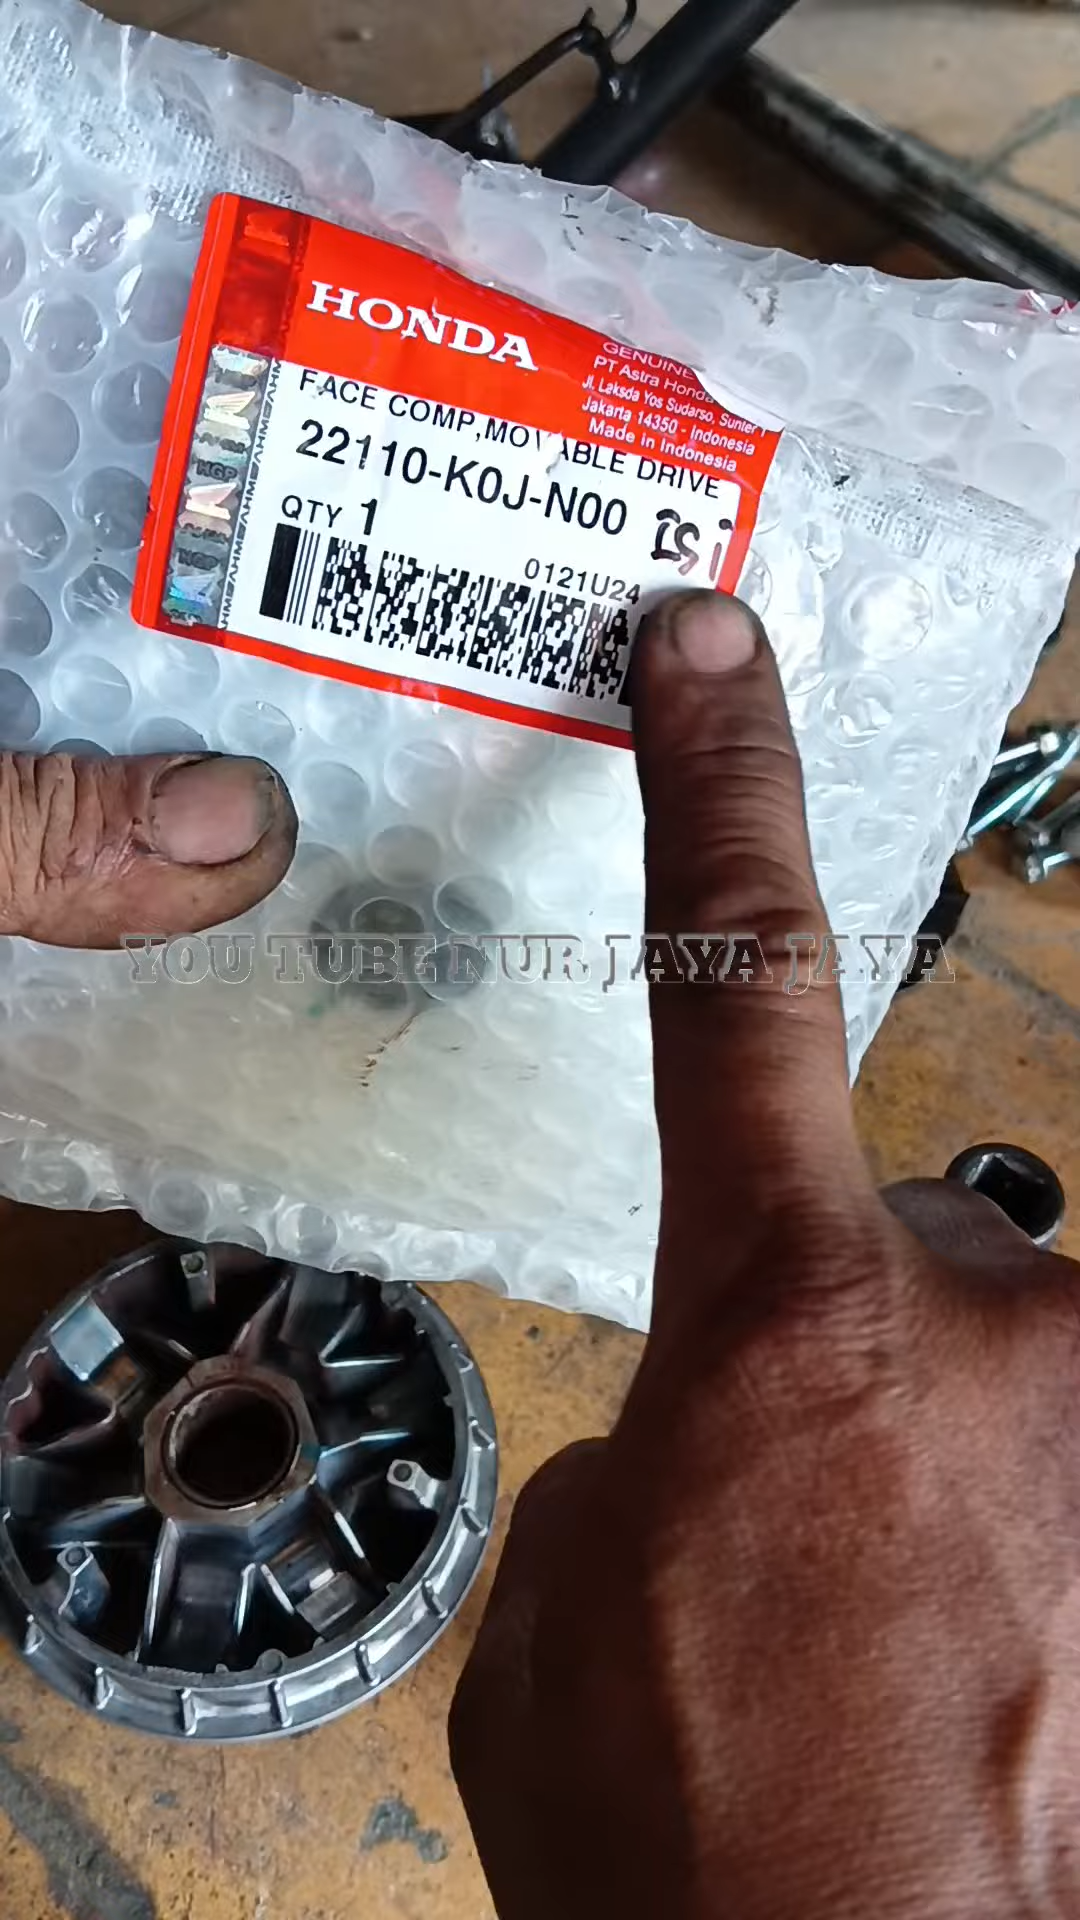 HONDA
GENUINE
PT Astra Honda
Jl. Laksda Yos Sudarso, Sunter I
Jakarta 14350 - Indonesia
Made in Indonesia
FACE COMP,MOVABLE DRIVE
22110-K0J-N00
QTY 1
0121U24
YOU TUBE NUR JAYA JAYA